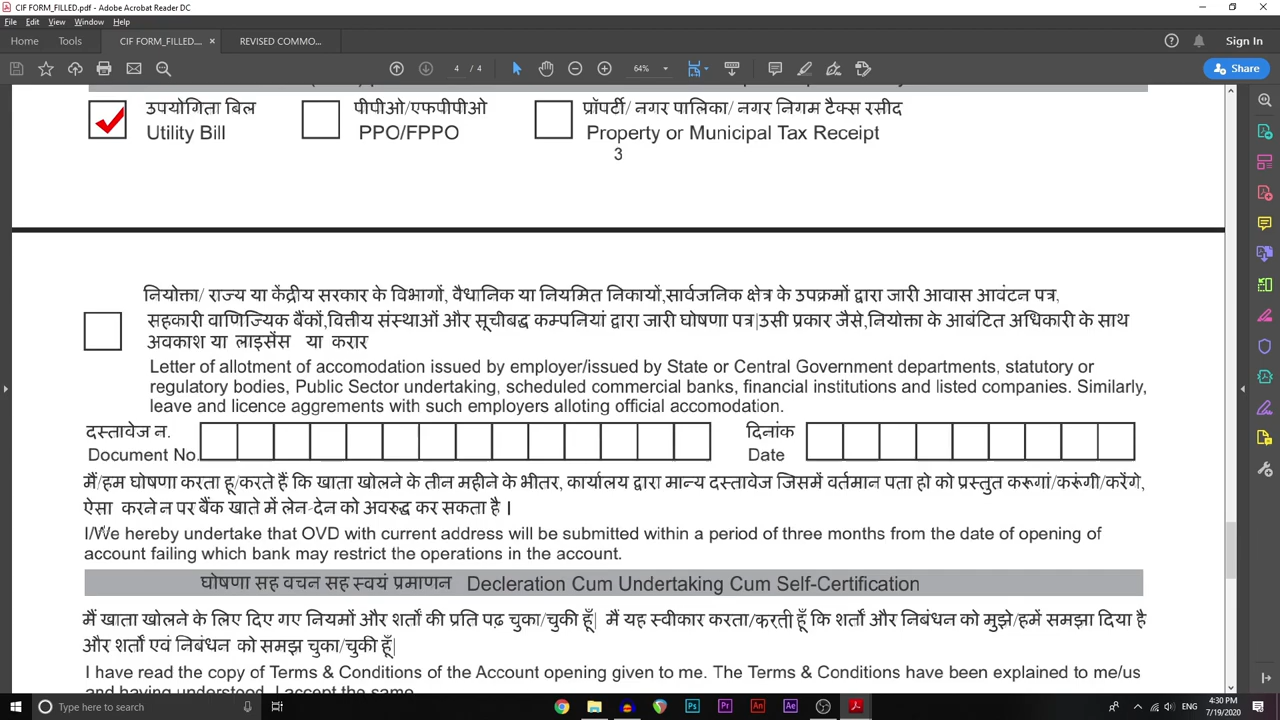 CIF FORM_FILLED.pdf - Adobe Acrobat Reader DC
File Edit View Window Help
Home Tools CIF FORM_FILLED.... × REVISED COMMO... Sign In
4 / 4 64% Share
उपयोगिता बिल पीपीओ/एफपीपीओ प्रॉपर्टी/ नगर पालिका/ नगर निगम टैक्स रसीद
Utility Bill PPO/FPPO Property or Municipal Tax Receipt
3
नियोक्ता/ राज्य या केंद्रीय सरकार के विभागों, वैधानिक या नियमित निकायों,सार्वजनिक क्षेत्र के उपक्रमों द्वारा जारी आवास आवंटन पत्र,
सहकारी वाणिज्यिक बैंकों,वित्तीय संस्थाओं और सूचीबद्ध कम्पनियां द्वारा जारी घोषणा पत्र|उसी प्रकार जैसे,नियोक्ता के आबंटित अधिकारी के साथ
अवकाश या लाइसेंस या करार
Letter of allotment of accomodation issued by employer/issued by State or Central Government departments, statutory or
regulatory bodies, Public Sector undertaking, scheduled commercial banks, financial institutions and listed companies. Similarly,
leave and licence aggrements with such employers alloting official accomodation.
दस्तावेज न. दिनांक
Document No. Date
मैं/हम घोषणा करता हू/करते हैं कि खाता खोलने के तीन महीने के भीतर, कार्यालय द्वारा मान्य दस्तावेज जिसमें वर्तमान पता हो को प्रस्तुत करूगां/करूंगी/करेंगे,
ऐसा करने न पर बैंक खाते में लेन-देन को अवरुद्ध कर सकता है ।
I/We hereby undertake that OVD with current address will be submitted within a period of three months from the date of opening of
account failing which bank may restrict the operations in the account.
घोषणा सह वचन सह स्वयं प्रमाणन Decleration Cum Undertaking Cum Self-Certification
मैं खाता खोलने के लिए दिए गए नियमों और शर्तों की प्रति पढ़ चुका/चुकी हूँ| मैं यह स्वीकार करता/करती हूँ कि शर्तों और निबंधन को मुझे/हमें समझा दिया है
और शर्तों एवं निबंधन को समझ चुका/चुकी हूँ|
I have read the copy of Terms & Conditions of the Account opening given to me. The Terms & Conditions have been explained to me/us
and having understood, I accept the same.
Type here to search Ps Pr An Ae ENG 4:30 PM
7/19/2020